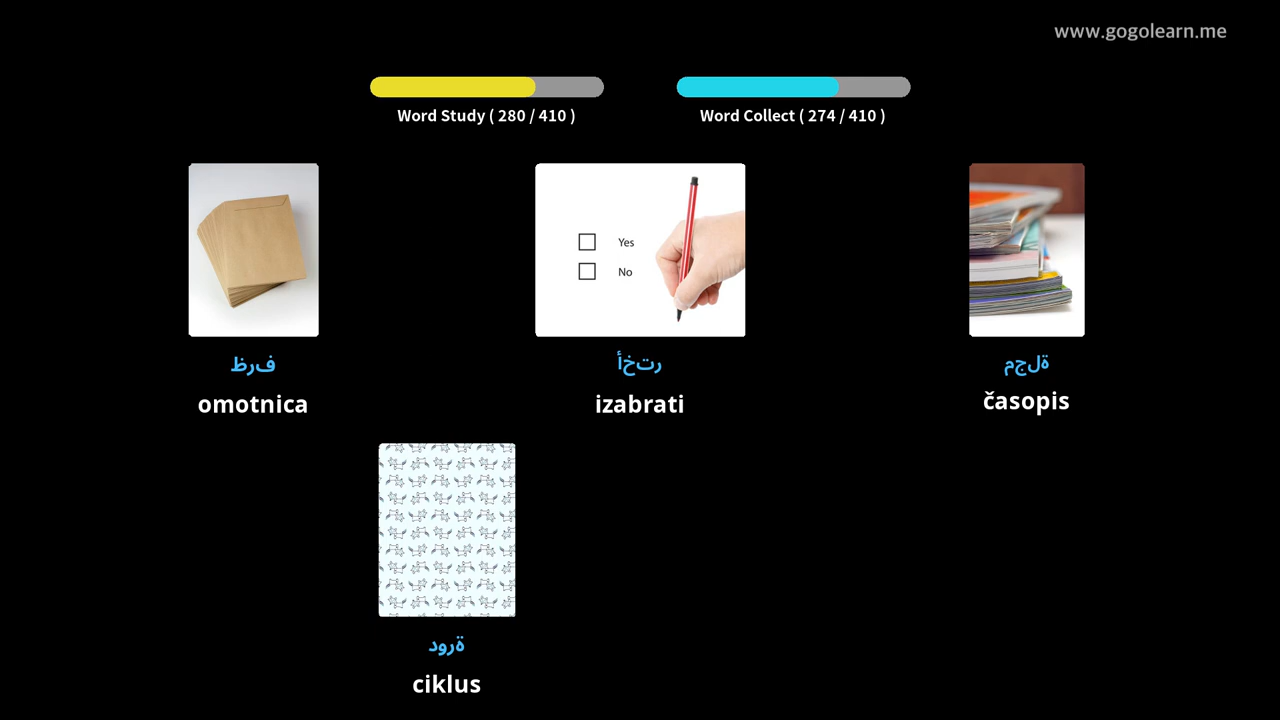 www.gogolearn.me
Word Study ( 280 / 410 )
Word Collect ( 274 / 410 )
Yes
No
فرظ
omotnica
رتخأ
izabrati
ةلجم
časopis
ةرود
ciklus